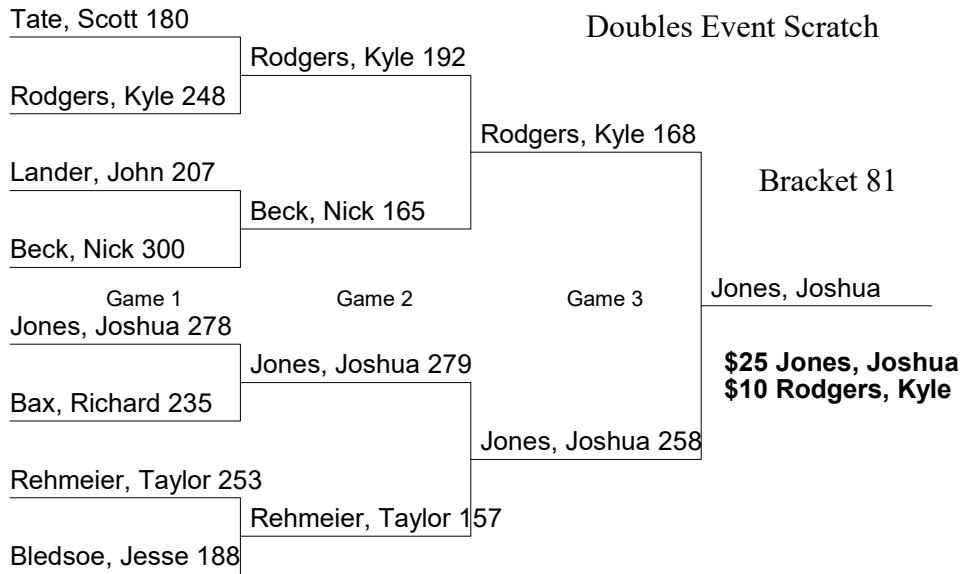 Tate, Scott 180
Doubles Event Scratch
Rodgers, Kyle 192
Rodgers, Kyle 248
Rodgers, Kyle 168
Lander, John 207
Bracket 81
Beck, Nick 165
Beck, Nick 300
Game 1
Game 2
Game 3
Jones, Joshua
Jones, Joshua 278
Jones, Joshua 279
$25 Jones, Joshua
$10 Rodgers, Kyle
Bax, Richard 235
Jones, Joshua 258
Rehmeier, Taylor 253
Rehmeier, Taylor 157
Bledsoe, Jesse 188